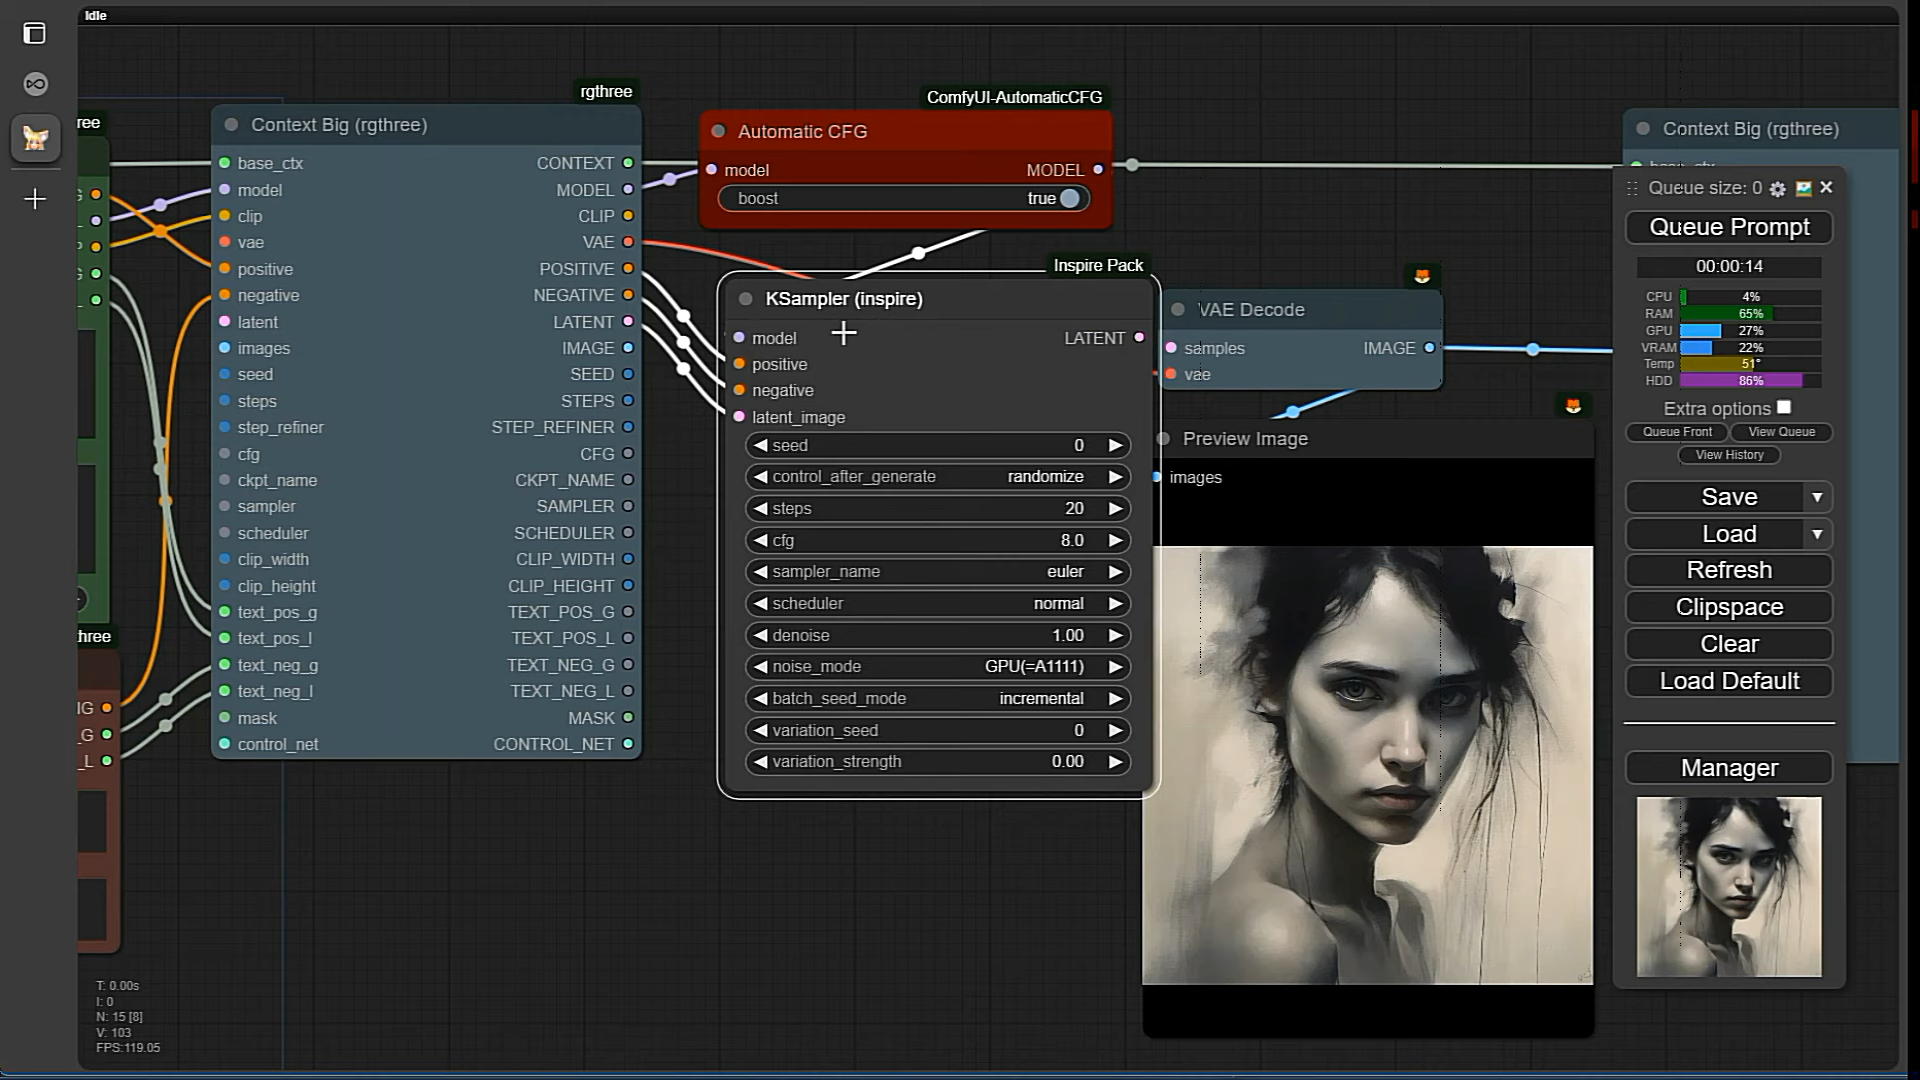 Idle
ree
rgthree
Context Big (rgthree)
base_ctx CONTEXT
model MODEL
clip CLIP
vae VAE
positive POSITIVE
negative NEGATIVE
latent LATENT
images IMAGE
seed SEED
steps STEPS
step_refiner STEP_REFINER
cfg CFG
ckpt_name CKPT_NAME
sampler SAMPLER
scheduler SCHEDULER
clip_width CLIP_WIDTH
clip_height CLIP_HEIGHT
text_pos_g TEXT_POS_G
text_pos_l TEXT_POS_L
text_neg_g TEXT_NEG_G
text_neg_l TEXT_NEG_L
mask MASK
control_net CONTROL_NET
G
P
G
L
three
IG
_G
_L
ComfyUI-AutomaticCFG
Automatic CFG
model MODEL
boost true
Inspire Pack
KSampler (inspire)
model LATENT
positive
negative
latent_image
seed 0
control_after_generate randomize
steps 20
cfg 8.0
sampler_name euler
scheduler normal
denoise 1.00
noise_mode GPU(=A1111)
batch_seed_mode incremental
variation_seed 0
variation_strength 0.00
VAE Decode
samples IMAGE
vae
Preview Image
images
Context Big (rgthree)
Queue size: 0
Queue Prompt
00:00:14
CPU 4%
RAM 65%
GPU 27%
VRAM 22%
Temp 51°
HDD 86%
Extra options
Queue Front View Queue
View History
Save
Load
Refresh
Clipspace
Clear
Load Default
Manager
T: 0.00s
I: 0
N: 15 [8]
V: 103
FPS:119.05